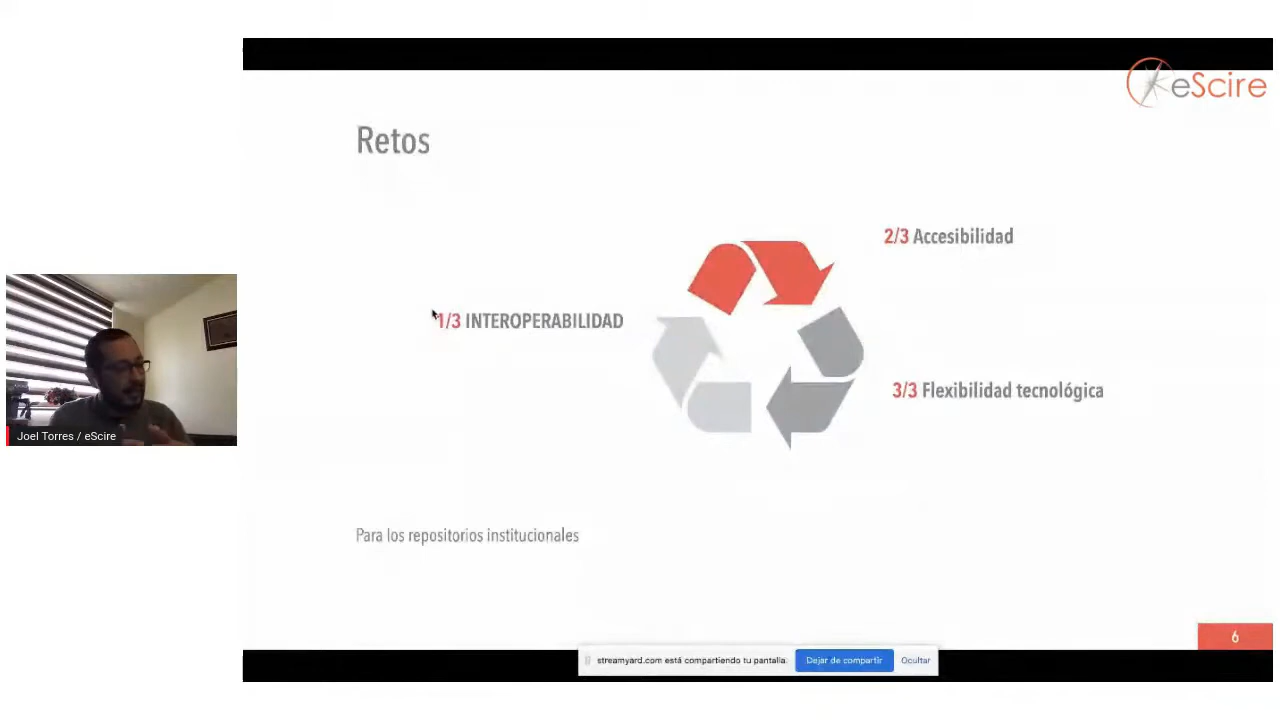 eScire
Retos
2/3 Accesibilidad
1/3 INTEROPERABILIDAD
3/3 Flexibilidad tecnológica
Joel Torres / eScire
Para los repositorios institucionales
6
streamyard.com está compartiendo tu pantalla.
Dejar de compartir
Ocultar